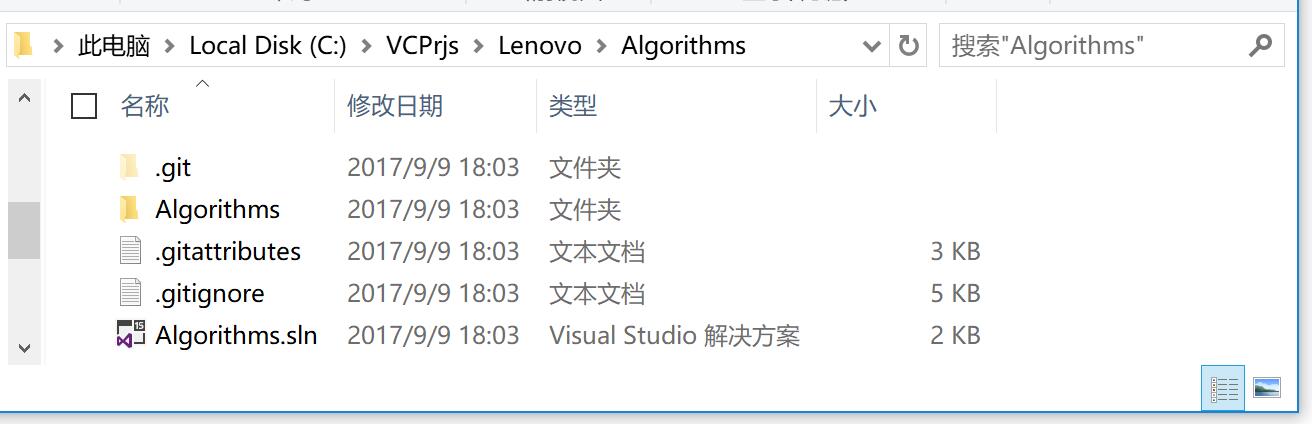 此电脑 Local Disk (C:) VCPrjs Lenovo Algorithms 搜索"Algorithms"
名称 修改日期 类型 大小
.git 2017/9/9 18:03 文件夹
Algorithms 2017/9/9 18:03 文件夹
.gitattributes 2017/9/9 18:03 文本文档 3 KB
.gitignore 2017/9/9 18:03 文本文档 5 KB
Algorithms.sln 2017/9/9 18:03 Visual Studio 解决方案 2 KB